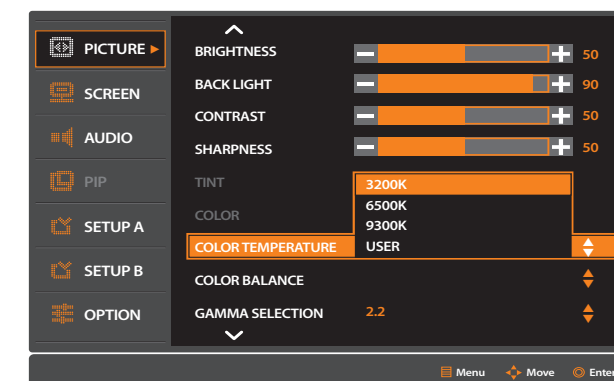 PICTURE
SCREEN
AUDIO
PIP
SETUP A
SETUP B
OPTION
BRIGHTNESS 50
BACK LIGHT 90
CONTRAST 50
SHARPNESS 50
TINT
COLOR
COLOR TEMPERATURE
3200K
6500K
9300K
USER
COLOR BALANCE
GAMMA SELECTION 2.2
Menu Move Enter